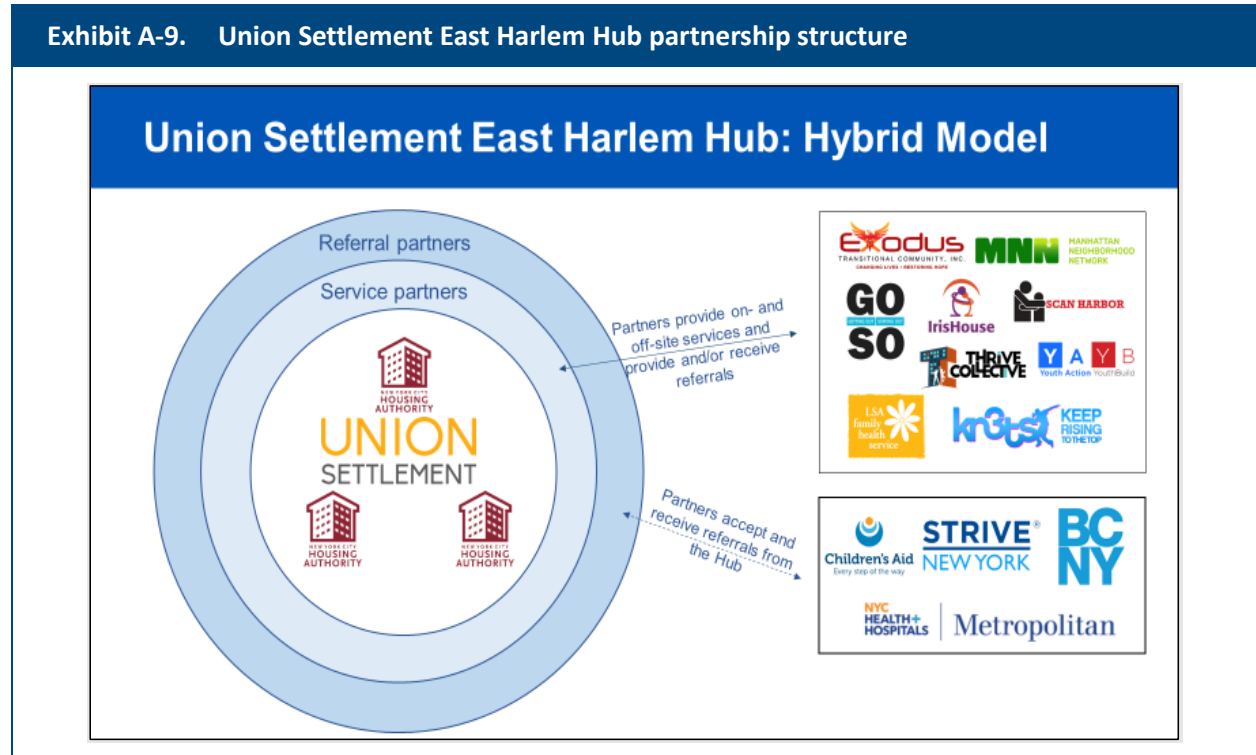 Exhibit A-9. Union Settlement East Harlem Hub partnership structure
Union Settlement East Harlem Hub: Hybrid Model
Referral partners
Service partners
NEW YORK CITY
HOUSING
AUTHORITY
UNION
SETTLEMENT
NEW YORK CITY
HOUSING
AUTHORITY
NEW YORK CITY
HOUSING
AUTHORITY
Partners provide on- and
off-site services and
provide and/or receive
referrals
Partners accept and
receive referrals from
the Hub
Exodus
TRANSITIONAL COMMUNITY, INC.
CHANGING LIVES • RESTORING HOPE
MNN
MANHATTAN
NEIGHBORHOOD
NETWORK
GO
SO
IrisHouse
SCAN HARBOR
THRiVE
COLLECTiVE
Y A Y B
Youth Action YouthBuild
LSA
family
health
service
kr3ts
KEEP
RISING
TO THE TOP
Children's Aid
Every step of the way
STRIVE®
NEW YORK
BC
NY
NYC
HEALTH+
HOSPITALS
Metropolitan